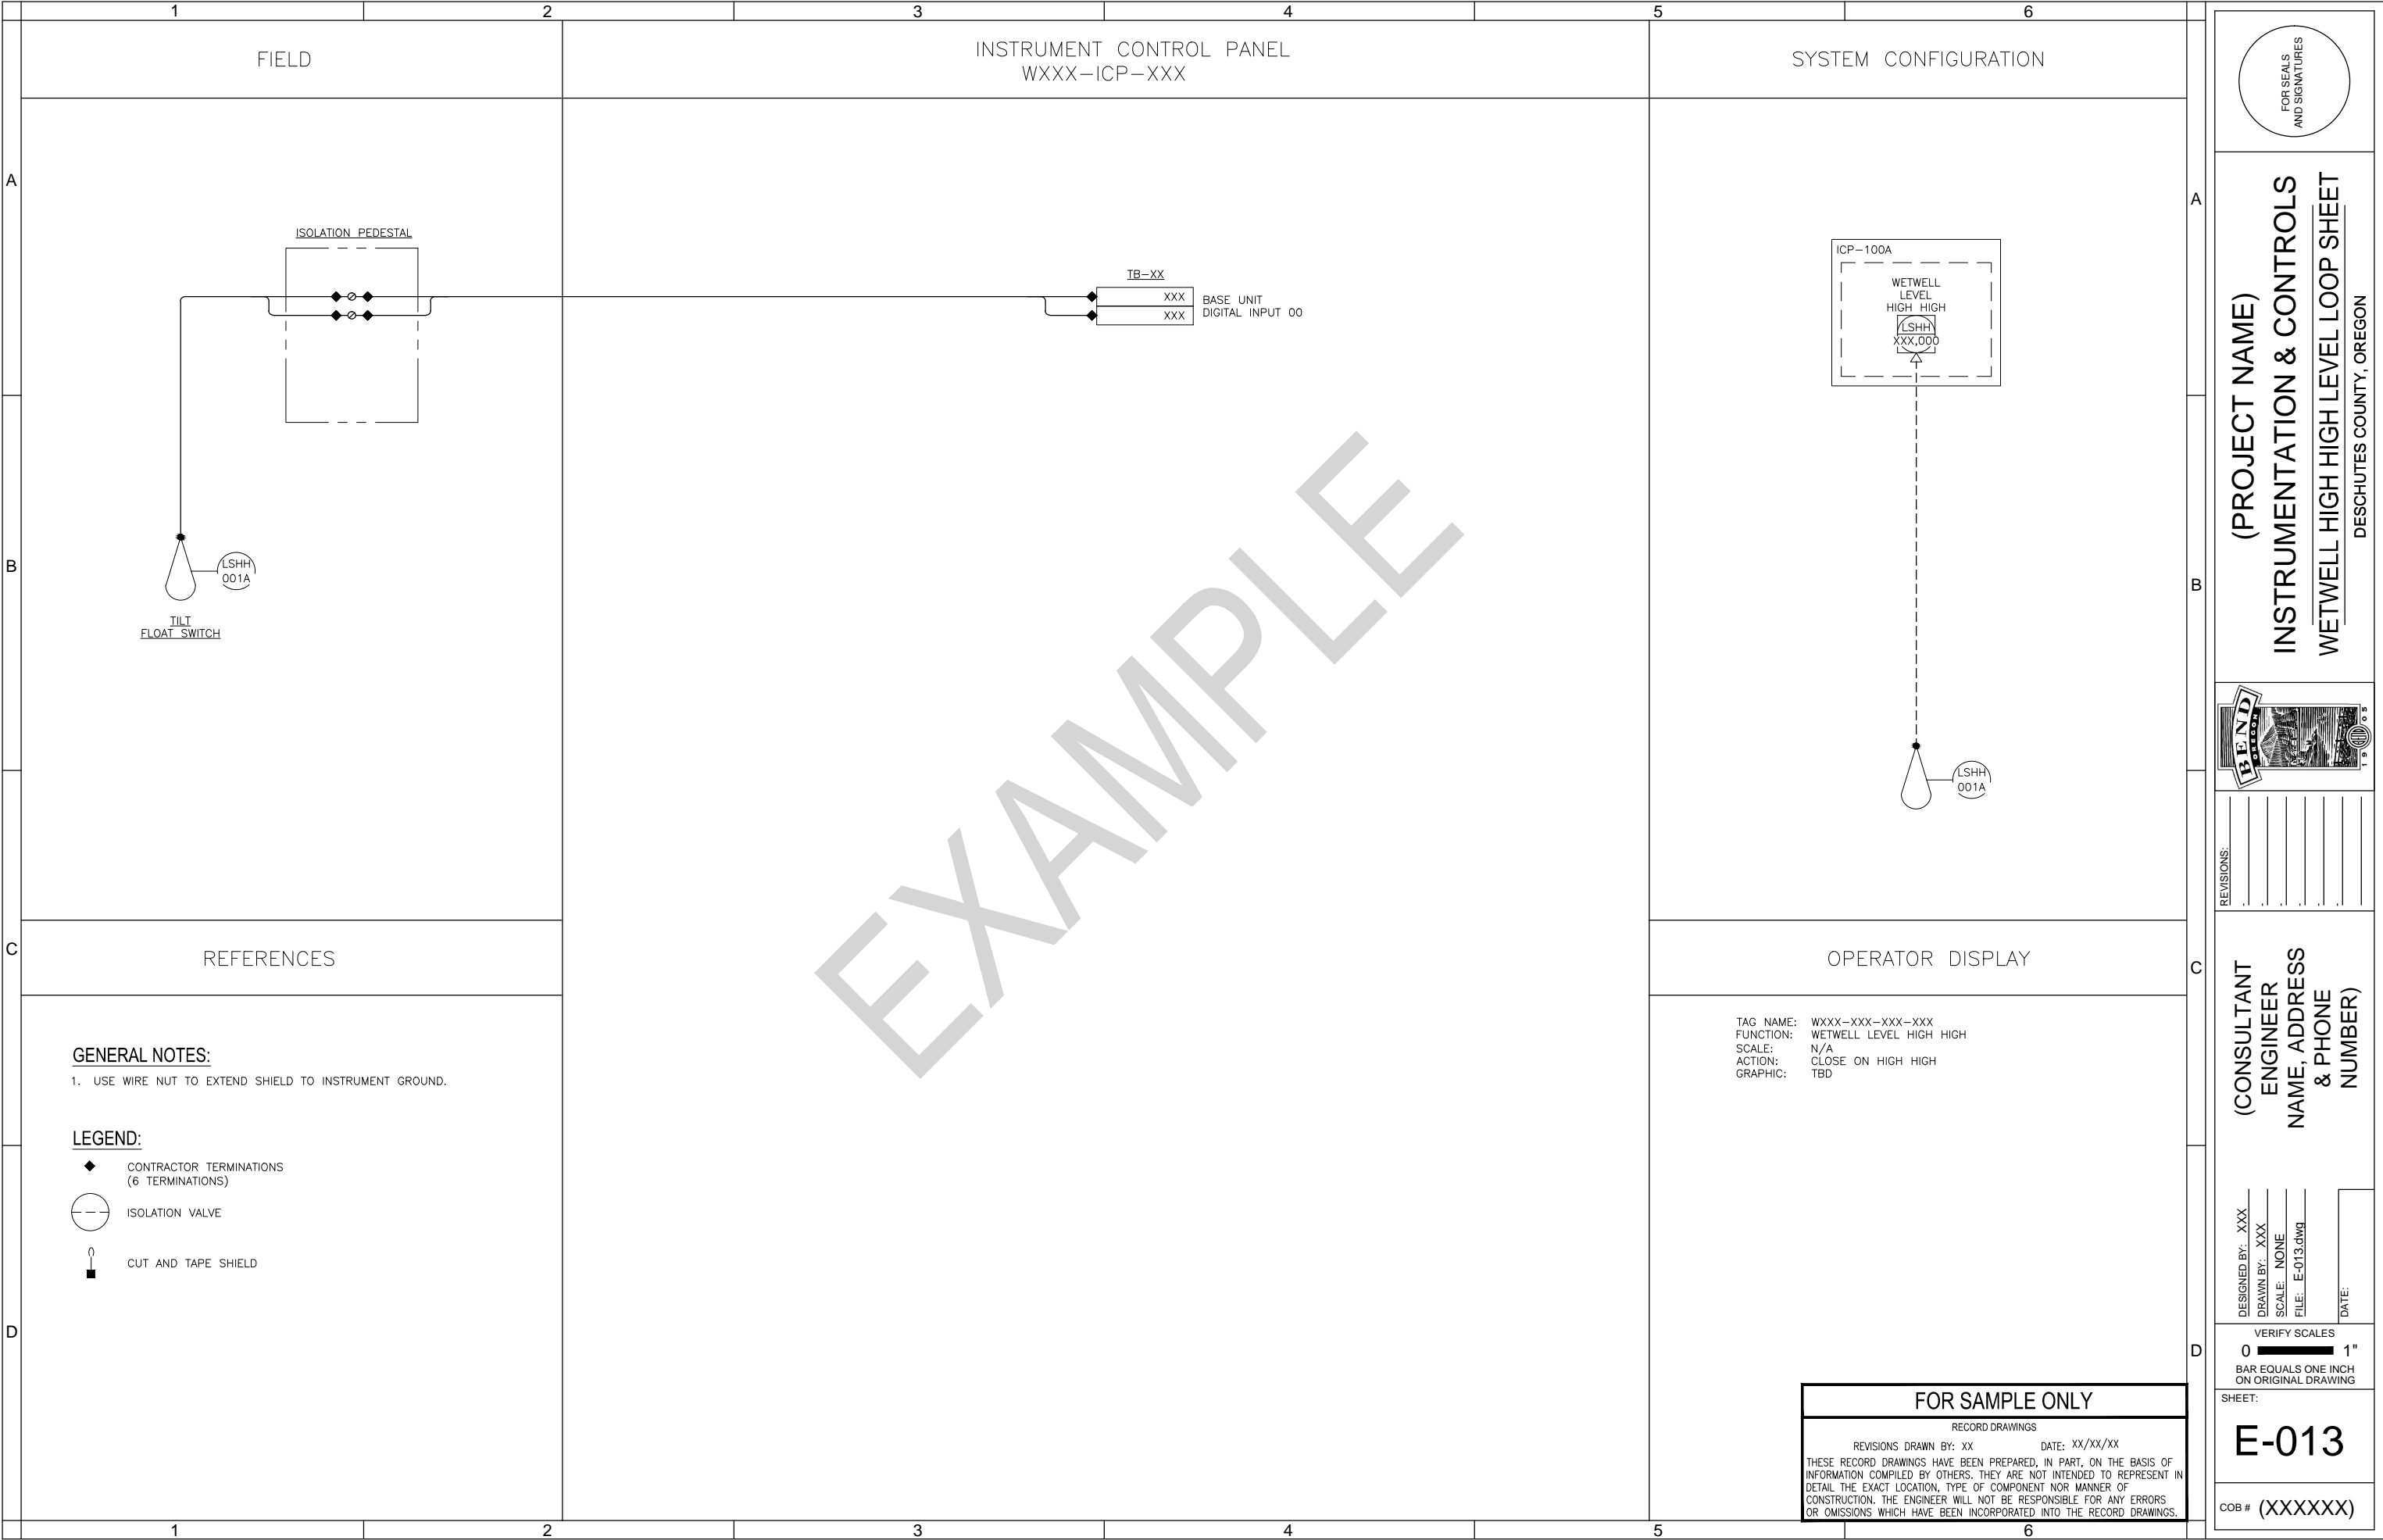 1 2 3 4 5 6
FIELD
INSTRUMENT CONTROL PANEL
WXXX-ICP-XXX
SYSTEM CONFIGURATION
A
B
C
D
ISOLATION PEDESTAL
LSHH
001A
TILT
FLOAT SWITCH
TB-XX
XXX
XXX
BASE UNIT
DIGITAL INPUT 00
EXAMPLE
ICP-100A
WETWELL
LEVEL
HIGH HIGH
LSHH
XXX,000
LSHH
001A
REFERENCES
GENERAL NOTES:
1. USE WIRE NUT TO EXTEND SHIELD TO INSTRUMENT GROUND.
LEGEND:
CONTRACTOR TERMINATIONS
(6 TERMINATIONS)
ISOLATION VALVE
CUT AND TAPE SHIELD
OPERATOR DISPLAY
TAG NAME: WXXX-XXX-XXX-XXX
FUNCTION: WETWELL LEVEL HIGH HIGH
SCALE: N/A
ACTION: CLOSE ON HIGH HIGH
GRAPHIC: TBD
FOR SAMPLE ONLY
RECORD DRAWINGS
REVISIONS DRAWN BY: XX DATE: XX/XX/XX
THESE RECORD DRAWINGS HAVE BEEN PREPARED, IN PART, ON THE BASIS OF
INFORMATION COMPILED BY OTHERS. THEY ARE NOT INTENDED TO REPRESENT IN
DETAIL THE EXACT LOCATION, TYPE OF COMPONENT NOR MANNER OF
CONSTRUCTION. THE ENGINEER WILL NOT BE RESPONSIBLE FOR ANY ERRORS
OR OMISSIONS WHICH HAVE BEEN INCORPORATED INTO THE RECORD DRAWINGS.
A
B
C
D
1 2 3 4 5 6
FOR SEALS
AND SIGNATURES
(PROJECT NAME)
INSTRUMENTATION & CONTROLS
WETWELL HIGH HIGH LEVEL LOOP SHEET
DESCHUTES COUNTY, OREGON
BEND
OREGON
1905
REVISIONS:
(CONSULTANT
ENGINEER
NAME, ADDRESS
& PHONE
NUMBER)
DESIGNED BY: XXX
DRAWN BY: XXX
SCALE: NONE
FILE: E-013.dwg
DATE:
VERIFY SCALES
0 1"
BAR EQUALS ONE INCH
ON ORIGINAL DRAWING
SHEET:
E-013
COB # (XXXXXX)